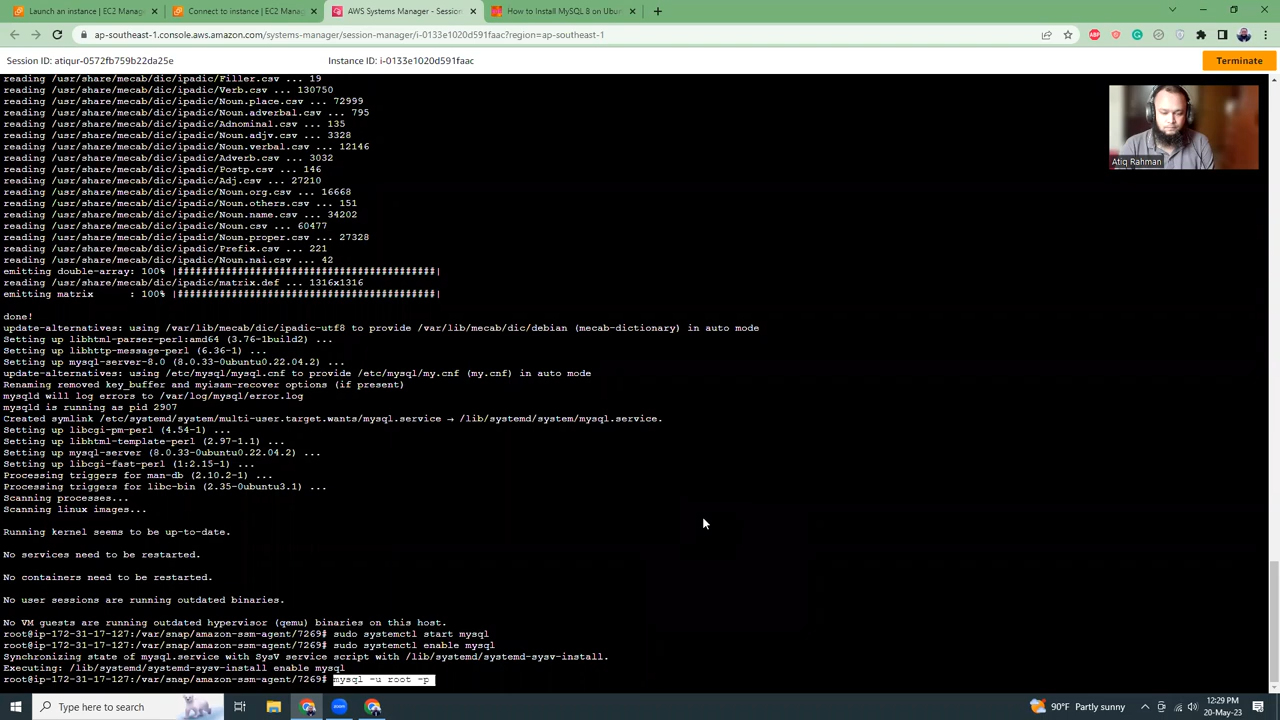 Launch an instance | EC2 Manag
Connect to instance | EC2 Manag
AWS Systems Manager - Session
How to Install MySQL 8 on Ubun
ap-southeast-1.console.aws.amazon.com/systems-manager/session-manager/i-0133e1020d591faac?region=ap-southeast-1
Session ID: atiqur-0572fb759b22da25e
Instance ID: i-0133e1020d591faac
Terminate
reading /usr/share/mecab/dic/ipadic/Filler.csv ... 19
reading /usr/share/mecab/dic/ipadic/Verb.csv ... 130750
reading /usr/share/mecab/dic/ipadic/Noun.place.csv ... 72999
reading /usr/share/mecab/dic/ipadic/Noun.adverbal.csv ... 795
reading /usr/share/mecab/dic/ipadic/Adnominal.csv ... 135
reading /usr/share/mecab/dic/ipadic/Noun.adjv.csv ... 3328
reading /usr/share/mecab/dic/ipadic/Noun.verbal.csv ... 12146
reading /usr/share/mecab/dic/ipadic/Adverb.csv ... 3032
reading /usr/share/mecab/dic/ipadic/Postp.csv ... 146
reading /usr/share/mecab/dic/ipadic/Adj.csv ... 27210
reading /usr/share/mecab/dic/ipadic/Noun.org.csv ... 16668
reading /usr/share/mecab/dic/ipadic/Noun.others.csv ... 151
reading /usr/share/mecab/dic/ipadic/Noun.name.csv ... 34202
reading /usr/share/mecab/dic/ipadic/Noun.csv ... 60477
reading /usr/share/mecab/dic/ipadic/Noun.proper.csv ... 27328
reading /usr/share/mecab/dic/ipadic/Prefix.csv ... 221
reading /usr/share/mecab/dic/ipadic/Noun.nai.csv ... 42
emitting double-array: 100% |###########################################|
reading /usr/share/mecab/dic/ipadic/matrix.def ... 1316x1316
emitting matrix      : 100% |###########################################|
done!
update-alternatives: using /var/lib/mecab/dic/ipadic-utf8 to provide /var/lib/mecab/dic/debian (mecab-dictionary) in auto mode
Setting up libhtml-parser-perl:amd64 (3.76-1build2) ...
Setting up libhttp-message-perl (6.36-1) ...
Setting up mysql-server-8.0 (8.0.33-0ubuntu0.22.04.2) ...
update-alternatives: using /etc/mysql/mysql.cnf to provide /etc/mysql/my.cnf (my.cnf) in auto mode
Renaming removed key_buffer and myisam-recover options (if present)
mysqld will log errors to /var/log/mysql/error.log
mysqld is running as pid 2907
Created symlink /etc/systemd/system/multi-user.target.wants/mysql.service → /lib/systemd/system/mysql.service.
Setting up libcgi-pm-perl (4.54-1) ...
Setting up libhtml-template-perl (2.97-1.1) ...
Setting up mysql-server (8.0.33-0ubuntu0.22.04.2) ...
Setting up libcgi-fast-perl (1:2.15-1) ...
Processing triggers for man-db (2.10.2-1) ...
Processing triggers for libc-bin (2.35-0ubuntu3.1) ...
Scanning processes...
Scanning linux images...
Running kernel seems to be up-to-date.
No services need to be restarted.
No containers need to be restarted.
No user sessions are running outdated binaries.
No VM guests are running outdated hypervisor (qemu) binaries on this host.
root@ip-172-31-17-127:/var/snap/amazon-ssm-agent/7269# sudo systemctl start mysql
root@ip-172-31-17-127:/var/snap/amazon-ssm-agent/7269# sudo systemctl enable mysql
Synchronizing state of mysql.service with SysV service script with /lib/systemd/systemd-sysv-install.
Executing: /lib/systemd/systemd-sysv-install enable mysql
root@ip-172-31-17-127:/var/snap/amazon-ssm-agent/7269# mysql -u root -p
Atiq Rahman
Type here to search
90°F Partly sunny
12:29 PM
20-May-23